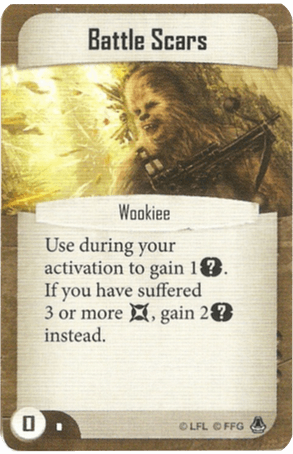 Battle Scars
Wookiee
Use during your
activation to gain 1.
If you have suffered
3 or more , gain 2
instead.
0
© LFL © FFG